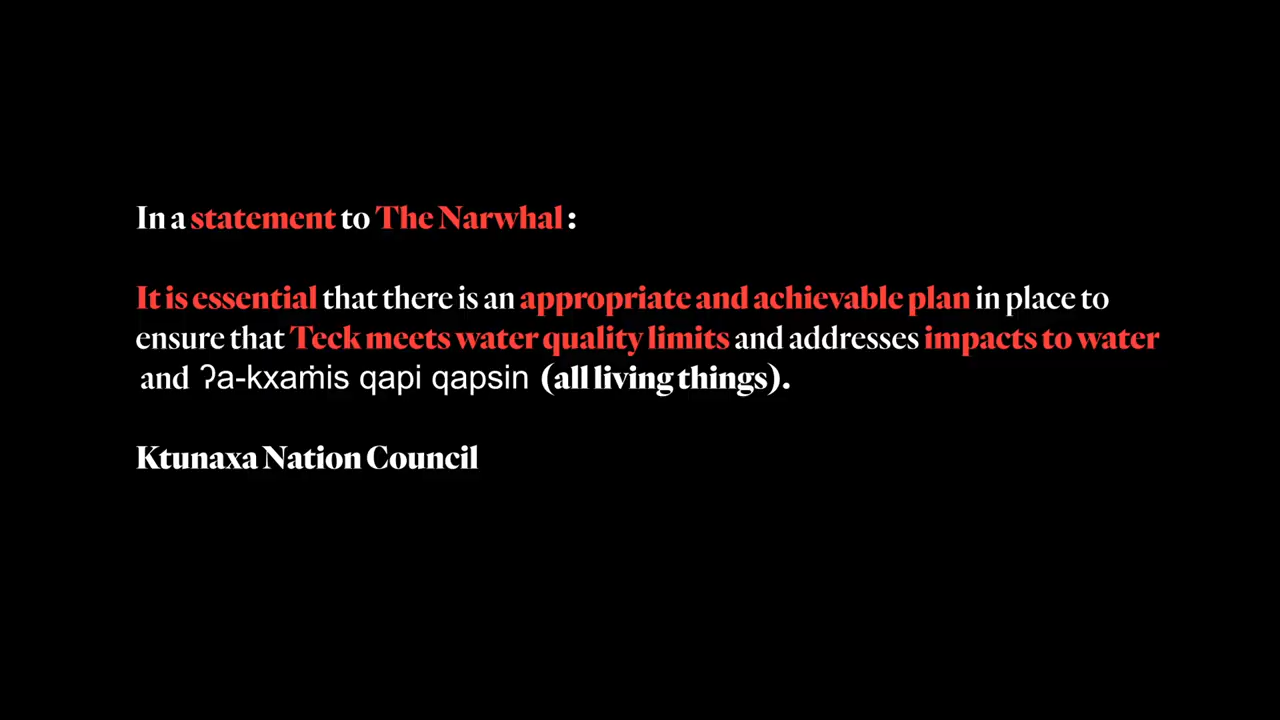 In a statement to The Narwhal :
It is essential that there is an appropriate and achievable plan in place to
ensure that Teck meets water quality limits and addresses impacts to water
and ʔa-kxam̓is qapi qapsin (all living things).
Ktunaxa Nation Council